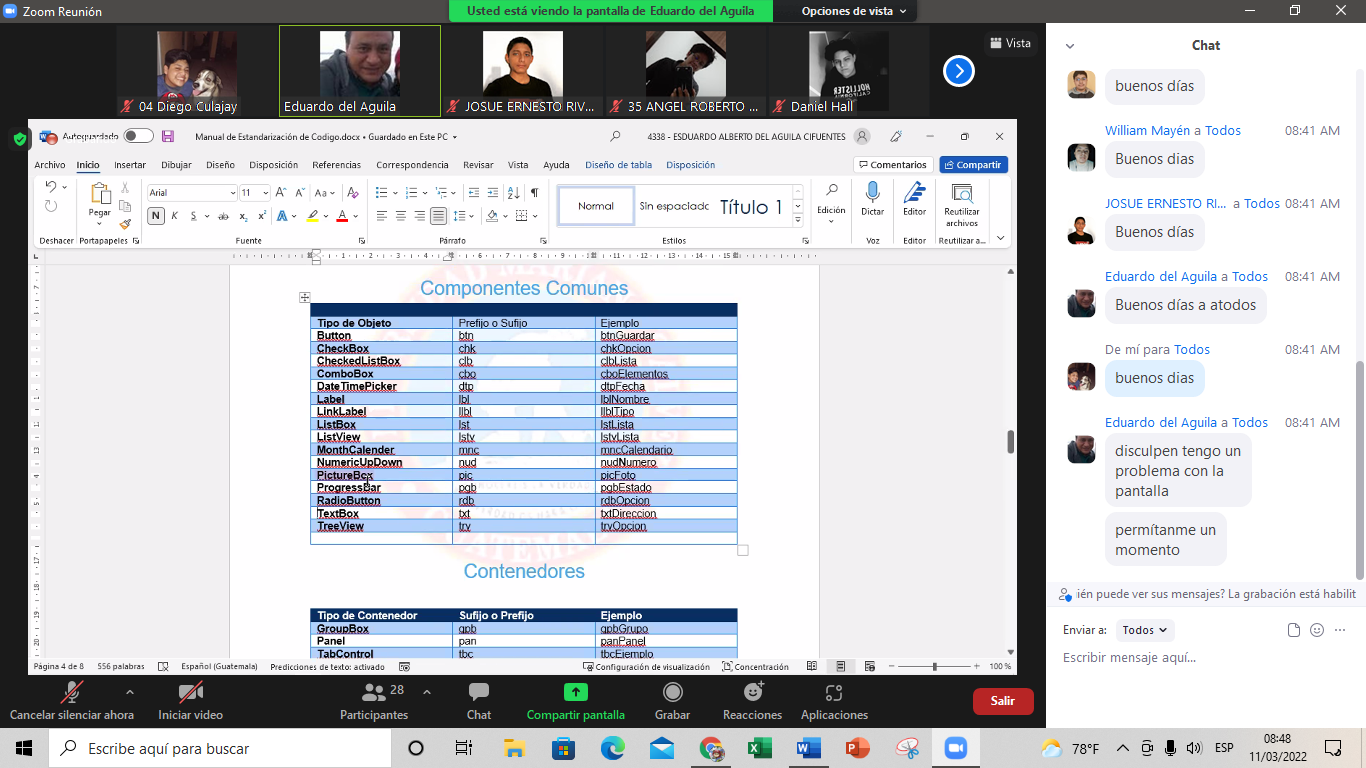 Zoom Reunión
Usted está viendo la pantalla de Eduardo del Aguila
Opciones de vista
04 Diego Culajay
Eduardo del Aguila
JOSUE ERNESTO RIV...
35 ANGEL ROBERTO ...
Daniel Hall
Vista
Autoguardado
Manual de Estandarización de Codigo.docx • Guardado en Este PC
4338 - ESDUARDO ALBERTO DEL AGUILA CIFUENTES
Archivo Inicio Insertar Dibujar Diseño Disposición Referencias Correspondencia Revisar Vista Ayuda Diseño de tabla Disposición
Comentarios
Compartir
Pegar
Arial 11
Normal
Sin espaciado
Título 1
Edición
Dictar
Editor
Reutilizar archivos
Deshacer Portapapeles Fuente Párrafo Estilos Voz Editor Reutilizar a...
Componentes Comunes
Tipo de Objeto Prefijo o Sufijo Ejemplo
Button btn btnGuardar
CheckBox chk chkOpcion
CheckedListBox clb clbLista
ComboBox cbo cboElementos
DateTimePicker dtp dtpFecha
Label lbl lblNombre
LinkLabel llbl llblTipo
ListBox lst lstLista
ListView lstv lstvLista
MonthCalender mnc mncCalendario
NumericUpDown nud nudNumero
PictureBox pic picFoto
ProgressBar pgb pgbEstado
RadioButton rdb rdbOpcion
TextBox txt txtDireccion
TreeView trv trvOpcion
Contenedores
Tipo de Contenedor Sufijo o Prefijo Ejemplo
GroupBox gpb gpbGrupo
Panel pan panPanel
TabControl tbc tbcEjemplo
Página 4 de 8 556 palabras Español (Guatemala) Predicciones de texto: activado Configuración de visualización Concentración 100 %
Cancelar silenciar ahora
Iniciar video
Participantes 28
Chat
Compartir pantalla
Grabar
Reacciones
Aplicaciones
Salir
Chat
buenos días
William Mayén a Todos 08:41 AM
Buenos dias
JOSUE ERNESTO RI... a Todos 08:41 AM
Buenos días
Eduardo del Aguila a Todos 08:41 AM
Buenos días a atodos
De mí para Todos 08:41 AM
buenos dias
Eduardo del Aguila a Todos 08:41 AM
disculpen tengo un
problema con la
pantalla
permítanme un
momento
ién puede ver sus mensajes? La grabación está habilit
Enviar a: Todos
Escribir mensaje aquí...
Escribe aquí para buscar
78°F
ESP
08:48
11/03/2022